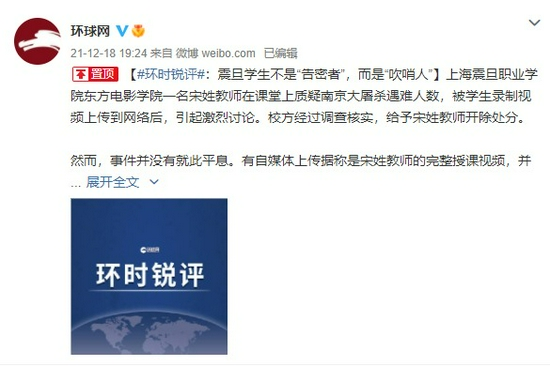 环球网
21-12-18 19:24 来自 微博 weibo.com 已编辑
置顶 【#环时锐评#：震旦学生不是“告密者”，而是“吹哨人”】上海震旦职业学
院东方电影学院一名宋姓教师在课堂上质疑南京大屠杀遇难人数，被学生录制视
频上传到网络后，引起激烈讨论。校方经过调查核实，给予宋姓教师开除处分。
然而，事件并没有就此平息。有自媒体上传据称是宋姓教师的完整授课视频，并
... 展开全文
环时锐评